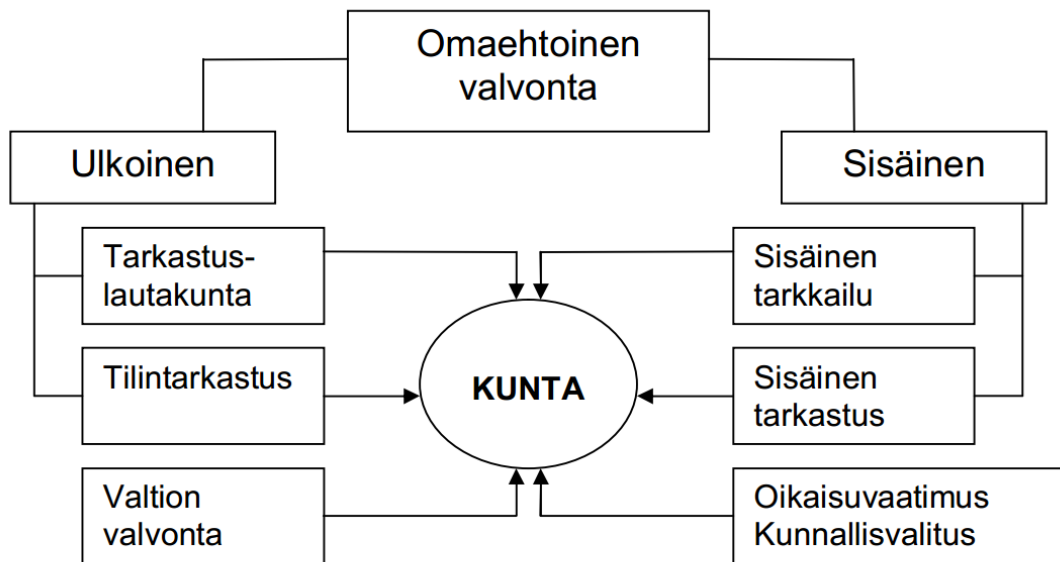 Omaehtoinen
valvonta
Ulkoinen
Sisäinen
Tarkastus-
lautakunta
Sisäinen
tarkkailu
Tilintarkastus
KUNTA
Sisäinen
tarkastus
Valtion
valvonta
Oikaisuvaatimus
Kunnallisvalitus